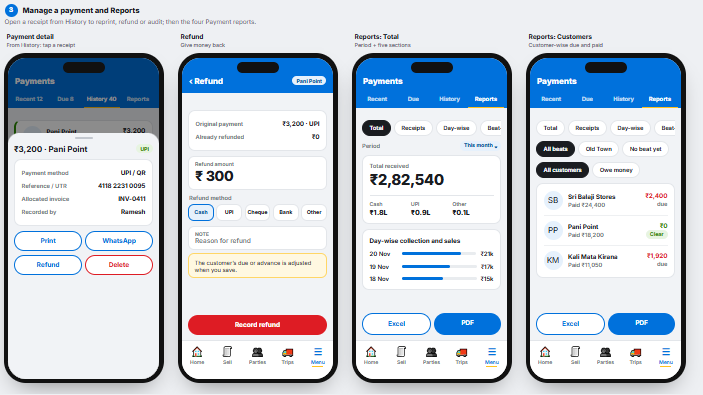 3 Manage a payment and Reports
Open a receipt from History to reprint, refund or audit; then the four Payment reports.
Payment detail
From History: tap a receipt
Payments
Recent 12 Due 8 History 40 Reports
Pani Point ₹3,200
₹3,200 · Pani Point UPI
Payment method UPI / QR
Reference / UTR 4118 2231 0095
Allocated invoice INV-0411
Recorded by Ramesh
Print WhatsApp
Refund Delete
Refund
Give money back
‹ Refund Pani Point
Original payment ₹3,200 · UPI
Already refunded ₹0
Refund amount
₹ 300
Refund method
Cash UPI Cheque Bank Other
NOTE
Reason for refund
The customer's due or advance is adjusted
when you save.
Record refund
Home Sell Parties Trips Menu
Reports: Total
Period + five sections
Payments
Recent Due History Reports
Total Receipts Day-wise Beat-
Period This month
Total received
₹2,82,540
Cash UPI Other
₹1.8L ₹0.9L ₹0.1L
Day-wise collection and sales
20 Nov ₹21k
19 Nov ₹17k
18 Nov ₹15k
Excel PDF
Home Sell Parties Trips Menu
Reports: Customers
Customer-wise due and paid
Payments
Recent Due History Reports
Total Receipts Day-wise Beat-
All beats Old Town No beat yet
All customers Owe money
SB Sri Balaji Stores ₹2,400
Paid ₹24,400 due
PP Pani Point ₹0
Paid ₹18,200 Clear
KM Kali Mata Kirana ₹1,920
Paid ₹11,050 due
Excel PDF
Home Sell Parties Trips Menu